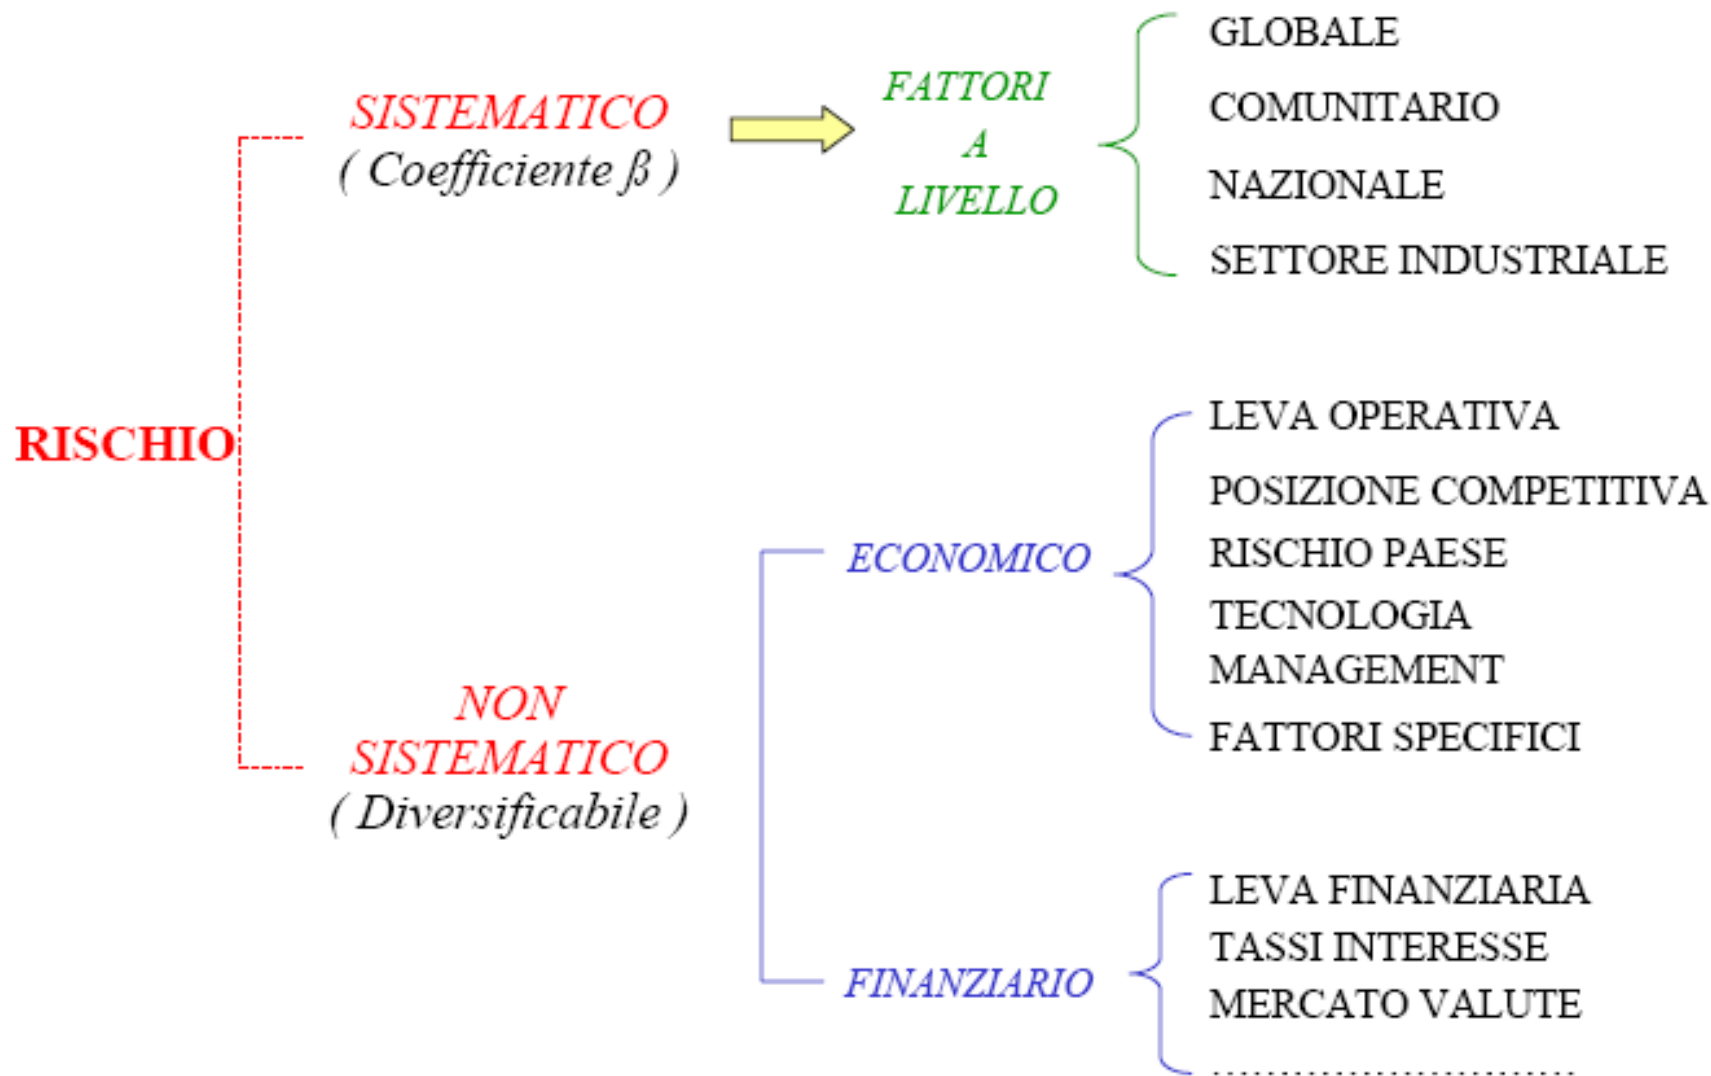 RISCHIO
SISTEMATICO
( Coefficiente ß )
FATTORI
A
LIVELLO
GLOBALE
COMUNITARIO
NAZIONALE
SETTORE INDUSTRIALE
NON
SISTEMATICO
( Diversificabile )
ECONOMICO
LEVA OPERATIVA
POSIZIONE COMPETITIVA
RISCHIO PAESE
TECNOLOGIA
MANAGEMENT
FATTORI SPECIFICI
FINANZIARIO
LEVA FINANZIARIA
TASSI INTERESSE
MERCATO VALUTE
...........................